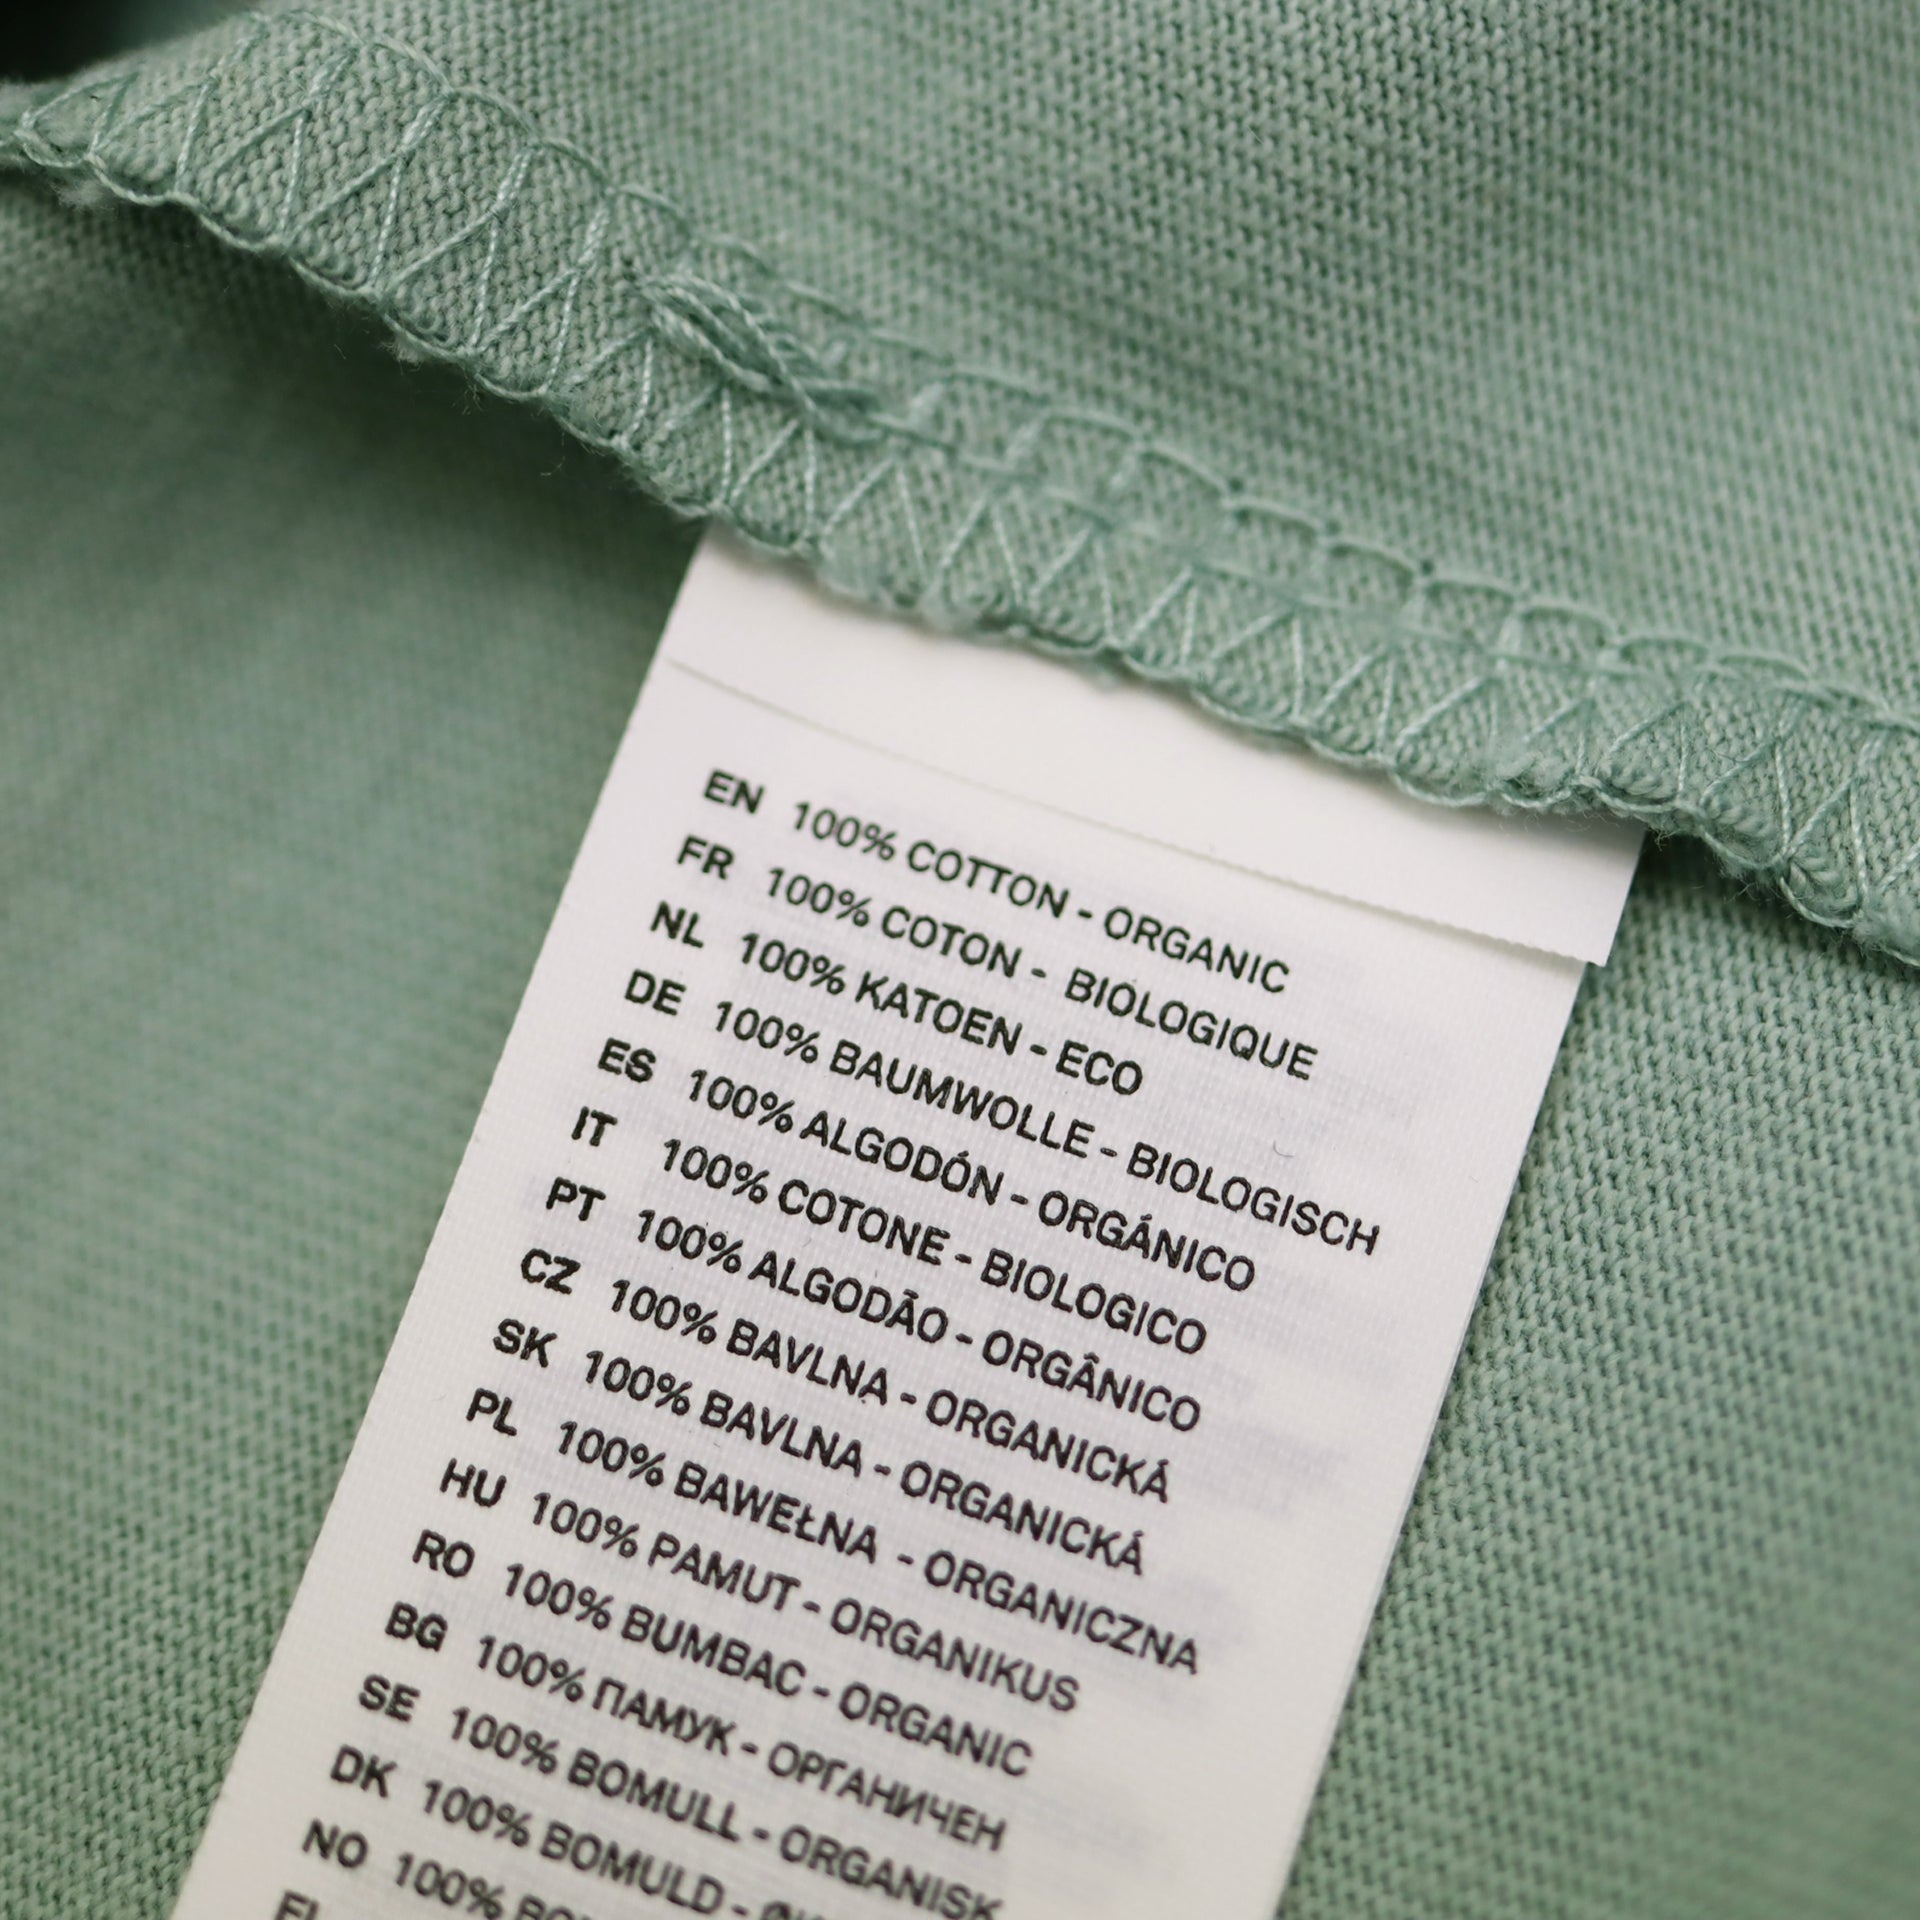 EN 100% COTTON - ORGANIC
FR 100% COTON - BIOLOGIQUE
NL 100% KATOEN - ECO
DE 100% BAUMWOLLE - BIOLOGISCH
ES 100% ALGODÓN - ORGÁNICO
IT 100% COTONE - BIOLOGICO
PT 100% ALGODÃO - ORGÂNICO
CZ 100% BAVLNA - ORGANICKÁ
SK 100% BAVLNA - ORGANICKÁ
PL 100% BAWEŁNA - ORGANICZNA
HU 100% PAMUT - ORGANIKUS
RO 100% BUMBAC - ORGANIC
BG 100% ПАМУК - ОРГАНИЧЕН
SE 100% BOMULL - ORGANISK
DK 100% BOMULD -
NO 100%